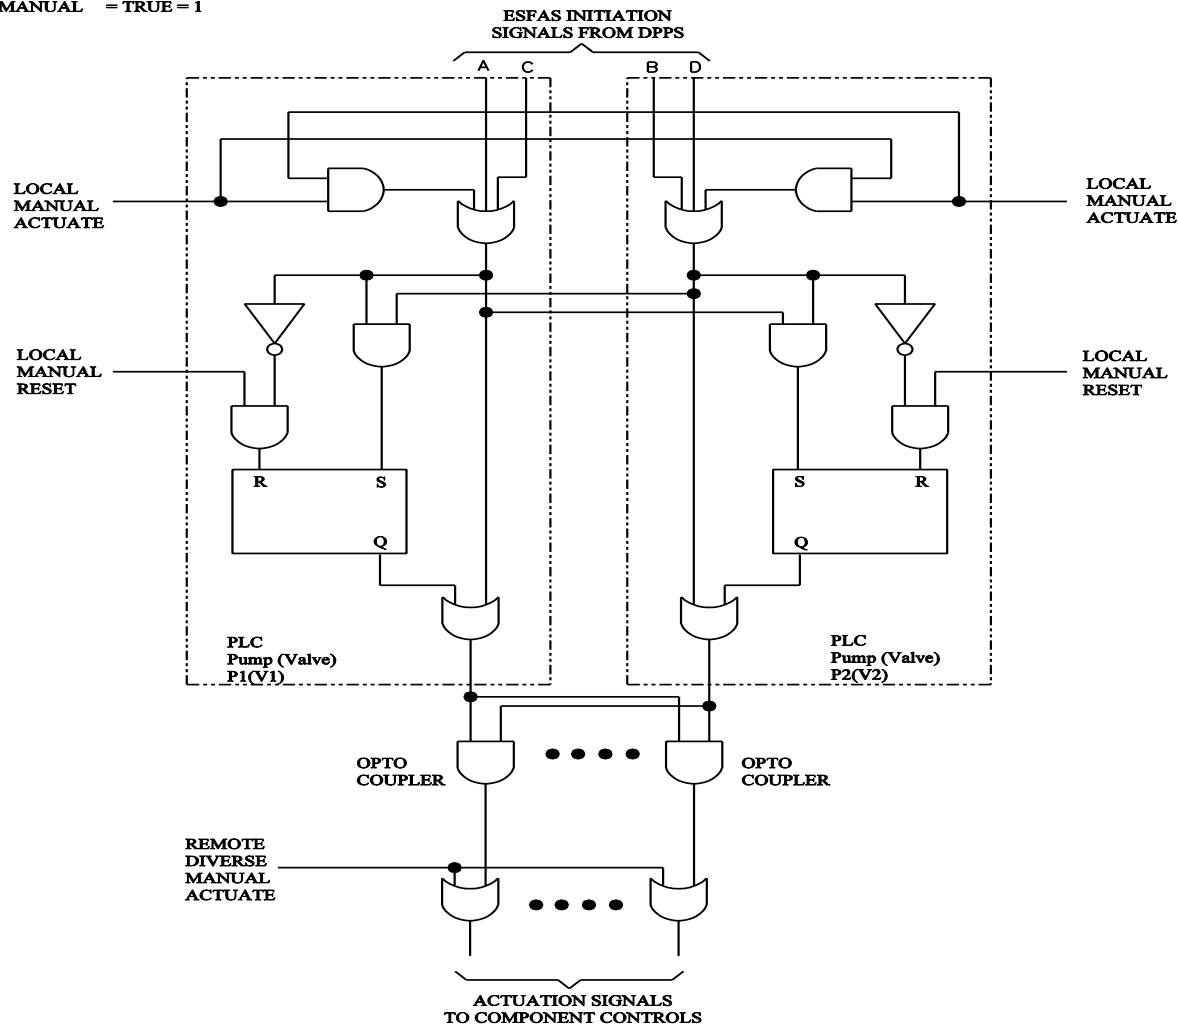 MANUAL = TRUE = 1
ESFAS INITIATION
SIGNALS FROM DPPS
A C B D
LOCAL
MANUAL
ACTUATE
LOCAL
MANUAL
ACTUATE
LOCAL
MANUAL
RESET
LOCAL
MANUAL
RESET
R S
Q
S R
Q
PLC
Pump (Valve)
P1(V1)
PLC
Pump (Valve)
P2(V2)
OPTO
COUPLER
OPTO
COUPLER
REMOTE
DIVERSE
MANUAL
ACTUATE
ACTUATION SIGNALS
TO COMPONENT CONTROLS